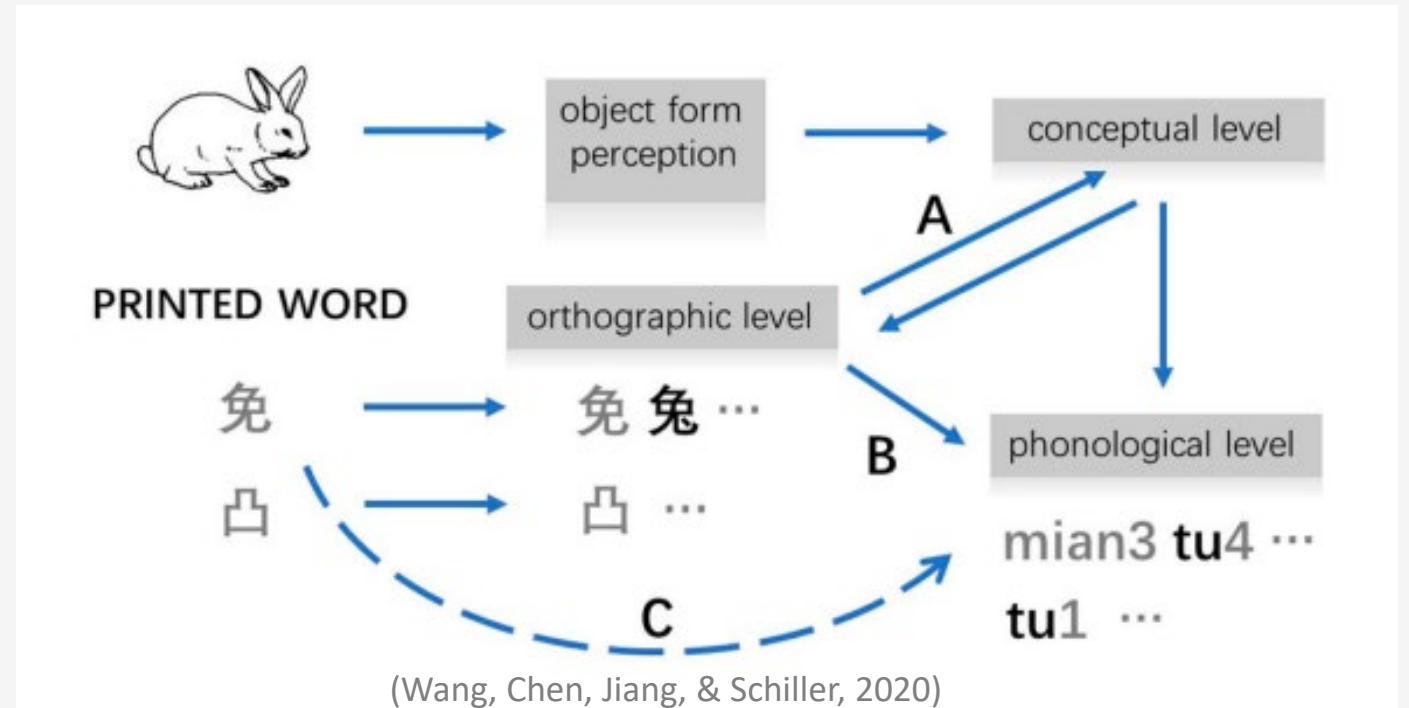 object form
perception
conceptual level
A
PRINTED WORD
orthographic level
免
免 兔 …
B
phonological level
凸
凸 …
mian3 tu4 …
C
tu1 …
(Wang, Chen, Jiang, & Schiller, 2020)